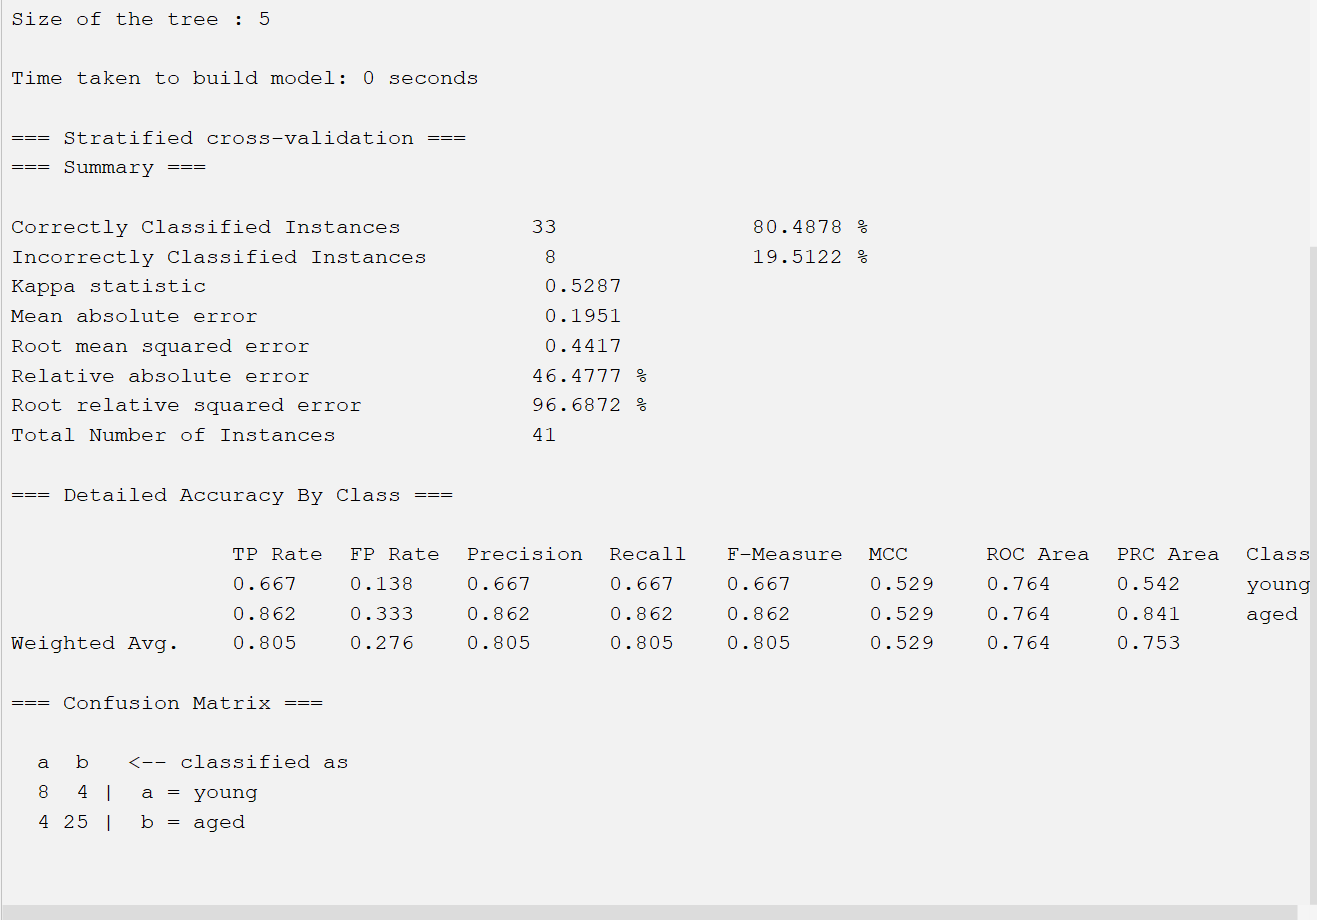 Size of the tree : 5
Time taken to build model: 0 seconds
=== Stratified cross-validation ===
=== Summary ===
Correctly Classified Instances 33 80.4878 %
Incorrectly Classified Instances 8 19.5122 %
Kappa statistic 0.5287
Mean absolute error 0.1951
Root mean squared error 0.4417
Relative absolute error 46.4777 %
Root relative squared error 96.6872 %
Total Number of Instances 41
=== Detailed Accuracy By Class ===
TP Rate FP Rate Precision Recall F-Measure MCC ROC Area PRC Area Class
0.667 0.138 0.667 0.667 0.667 0.529 0.764 0.542 young
0.862 0.333 0.862 0.862 0.862 0.529 0.764 0.841 aged
Weighted Avg. 0.805 0.276 0.805 0.805 0.805 0.529 0.764 0.753
=== Confusion Matrix ===
a b <-- classified as
8 4 | a = young
4 25 | b = aged